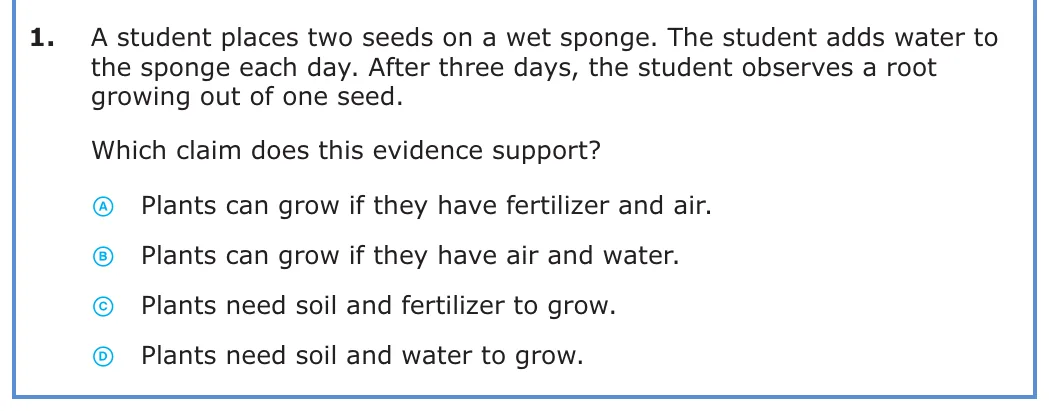 1. A student places two seeds on a wet sponge. The student adds water to
the sponge each day. After three days, the student observes a root
growing out of one seed.
Which claim does this evidence support?
A Plants can grow if they have fertilizer and air.
B Plants can grow if they have air and water.
C Plants need soil and fertilizer to grow.
D Plants need soil and water to grow.